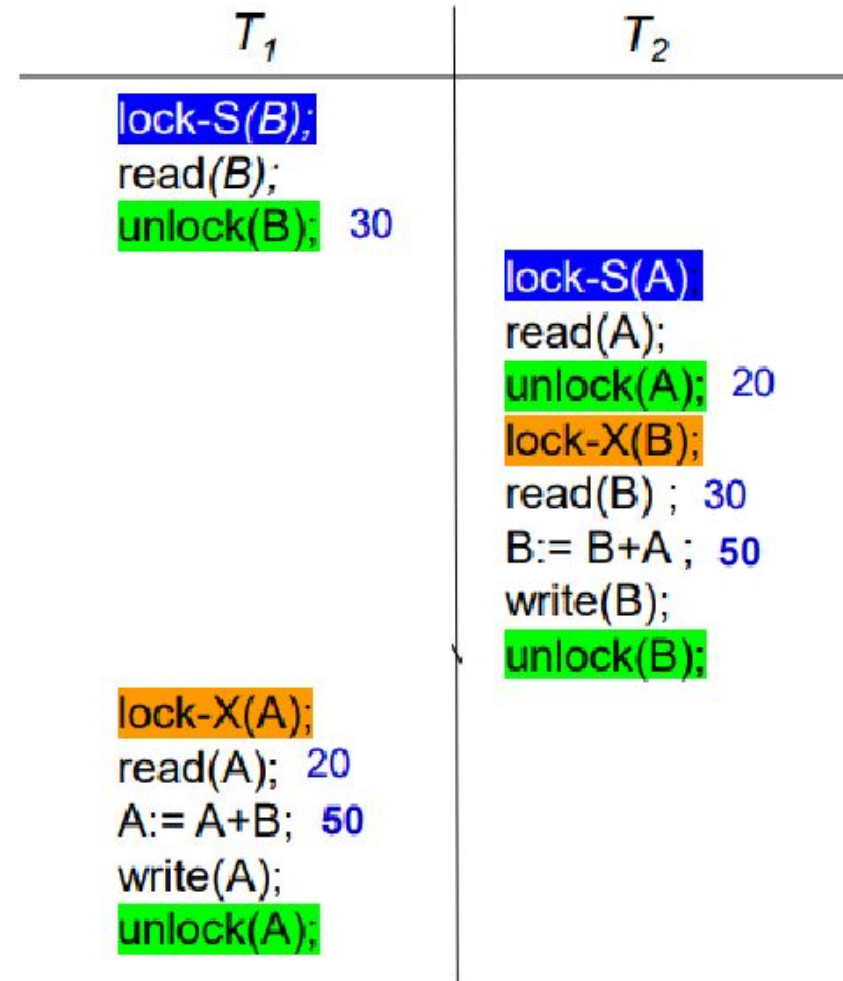 T1 T2
lock-S(B);
read(B);
unlock(B); 30
lock-S(A);
read(A);
unlock(A); 20
lock-X(B);
read(B) ; 30
B:= B+A ; 50
write(B);
unlock(B);
lock-X(A);
read(A); 20
A:= A+B; 50
write(A);
unlock(A);